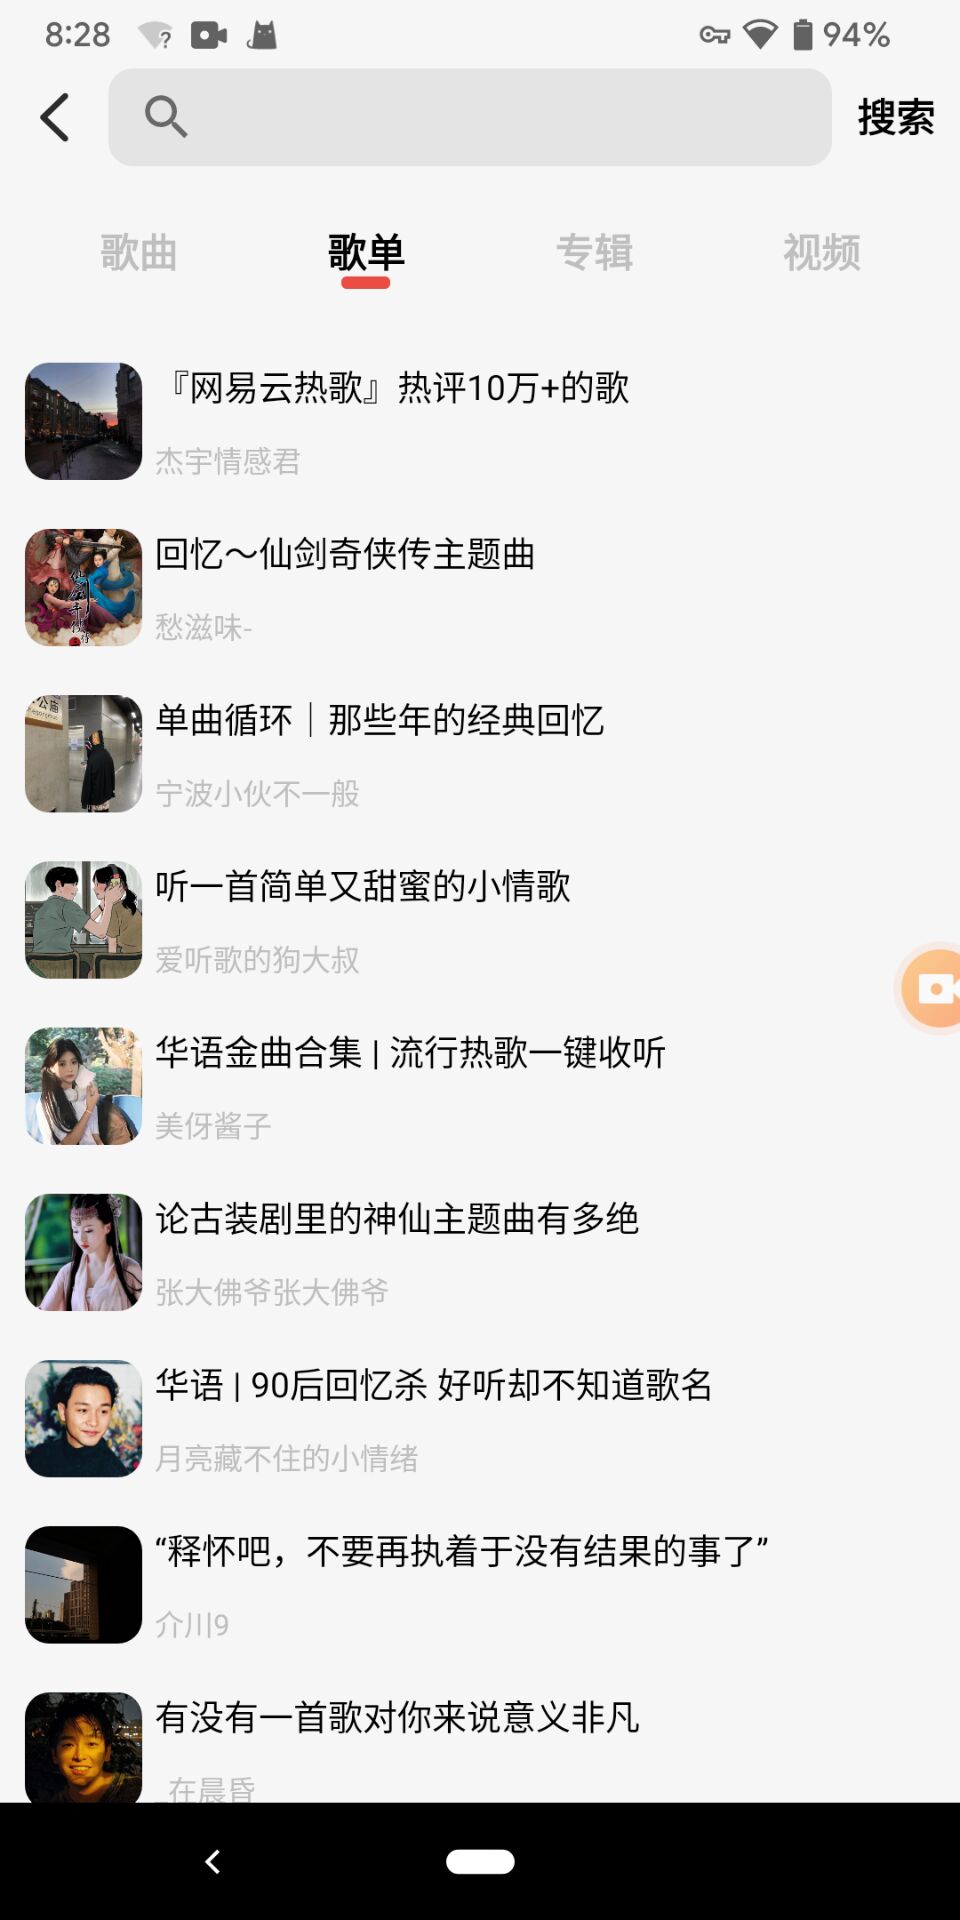 8:28
94%
搜索
歌曲 歌单 专辑 视频
『网易云热歌』热评10万+的歌
杰宇情感君
回忆～仙剑奇侠传主题曲
愁滋味-
单曲循环｜那些年的经典回忆
宁波小伙不一般
听一首简单又甜蜜的小情歌
爱听歌的狗大叔
华语金曲合集 | 流行热歌一键收听
美伢酱子
论古装剧里的神仙主题曲有多绝
张大佛爷张大佛爷
华语 | 90后回忆杀 好听却不知道歌名
月亮藏不住的小情绪
“释怀吧，不要再执着于没有结果的事了”
介川9
有没有一首歌对你来说意义非凡
_在晨昏